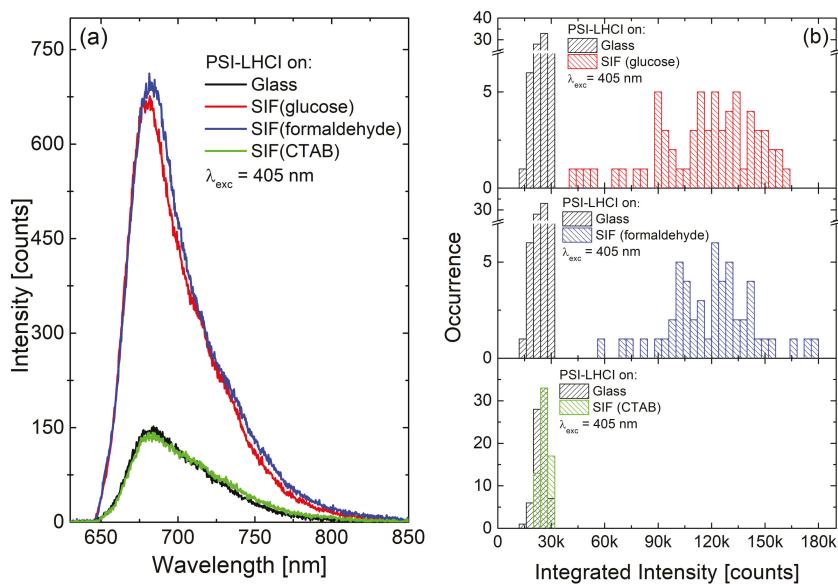 (a)
PSI-LHCI on:
Glass
SIF(glucose)
SIF(formaldehyde)
SIF(CTAB)
λexc = 405 nm
750
600
450
300
150
0
Intensity [counts]
650 700 750 800 850
Wavelength [nm]
(b)
40
30
5
0
PSI-LHCI on:
Glass
SIF (glucose)
λexc = 405 nm
30
5
0
PSI-LHCI on:
Glass
SIF (formaldehyde)
λexc = 405 nm
30
20
10
0
PSI-LHCI on:
Glass
SIF (CTAB)
λexc = 405 nm
Occurrence
0 30k 60k 90k 120k 150k 180k
Integrated Intensity [counts]